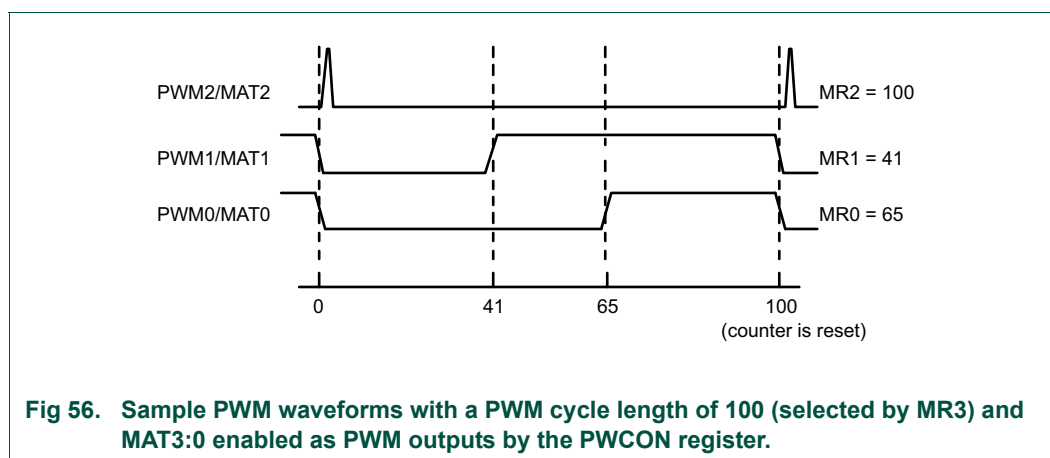 PWM2/MAT2 MR2 = 100
PWM1/MAT1 MR1 = 41
PWM0/MAT0 MR0 = 65
0 41 65 100
(counter is reset)
Fig 56. Sample PWM waveforms with a PWM cycle length of 100 (selected by MR3) and
MAT3:0 enabled as PWM outputs by the PWCON register.